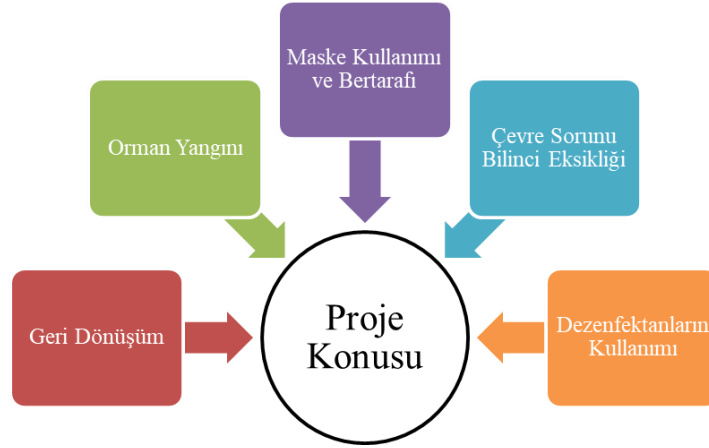 Maske Kullanımı
ve Bertarafı
Orman Yangını
Çevre Sorunu
Bilinci Eksikliği
Geri Dönüşüm
Proje
Konusu
Dezenfektanların
Kullanımı